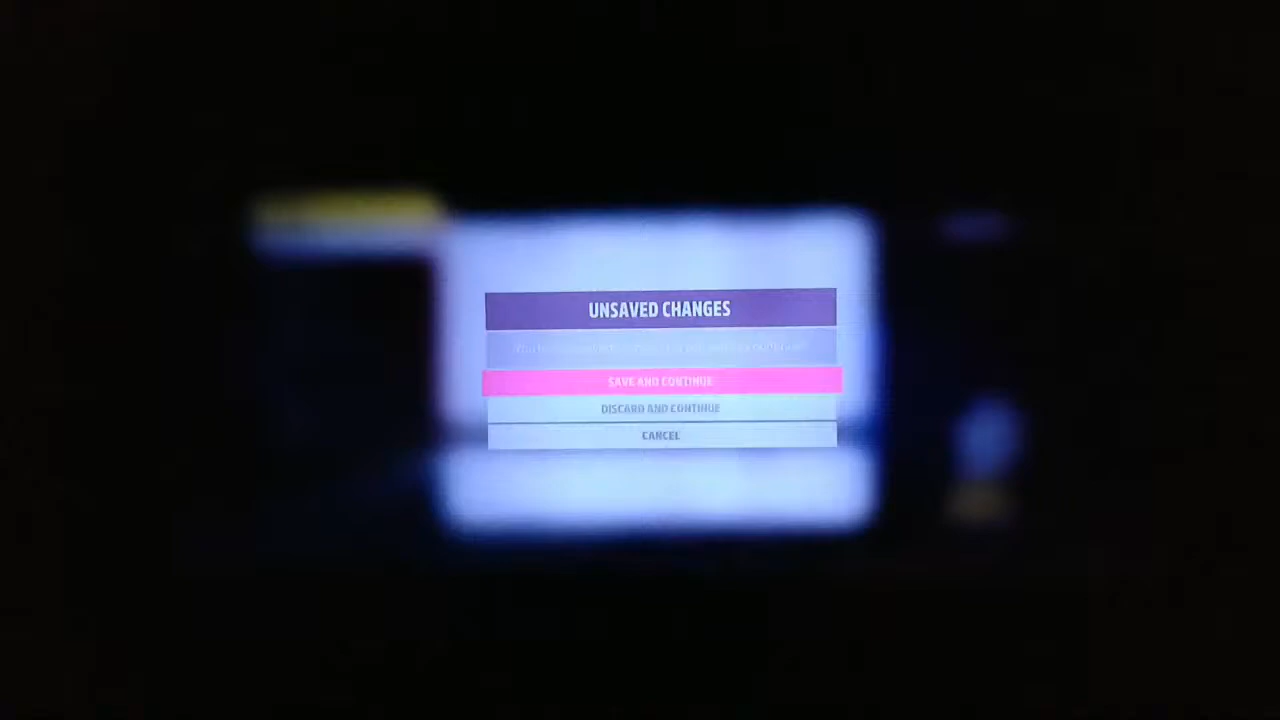 UNSAVED CHANGES
SAVE AND CONTINUE
DISCARD AND CONTINUE
CANCEL